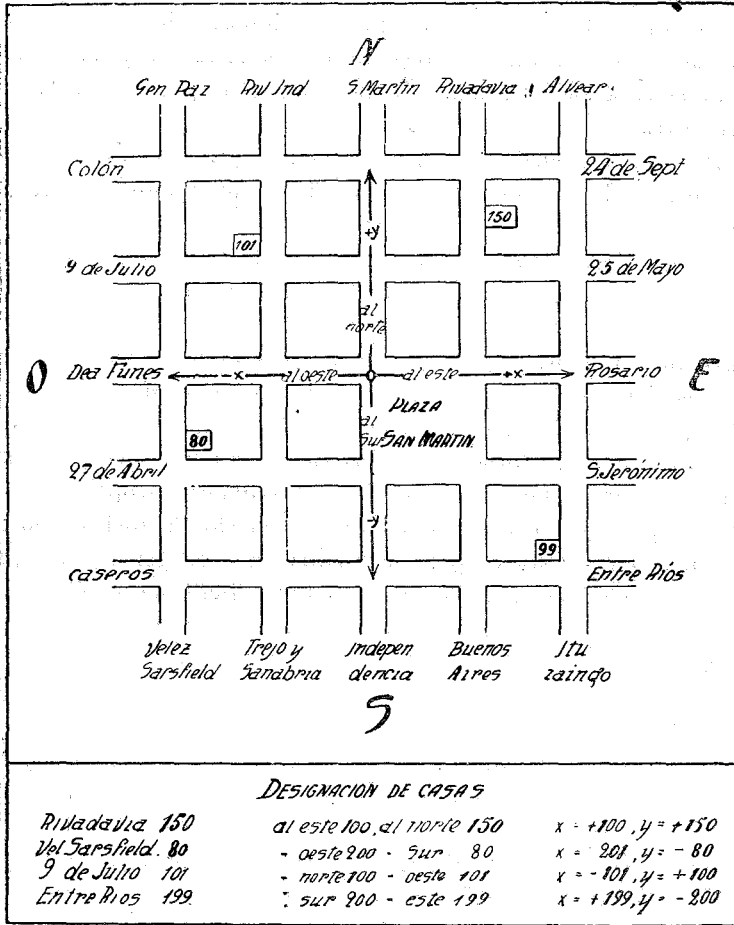 N
Gen Paz Riv Ind S. Martin Rivadavia Alvear
Colón 24 de Sept
150
101
+y
9 de Julio 25 de Mayo
al
norte
O Dea Funes -x al oeste O al este +x Rosario E
PLAZA
al
Sur SAN MARTIN
80
27 de Abril S. Jerónimo
-y
99
Caseros Entre Ríos
Velez Trejo y Indepen Buenos Itu
Sarsfield Sanabria dencia Aires zaingo
S
DESIGNACION DE CASAS
Rivadavia 150 al este 100, al norte 150 x = +100, y = +150
Vel Sarsfield. 80 - oeste 200 - Sur 80 x = 201, y = - 80
9 de Julio 101 - norte 100 - oeste 101 x = -101, y = +100
Entre Rios 199 - sur 200 - este 199 x = +199, y = -200